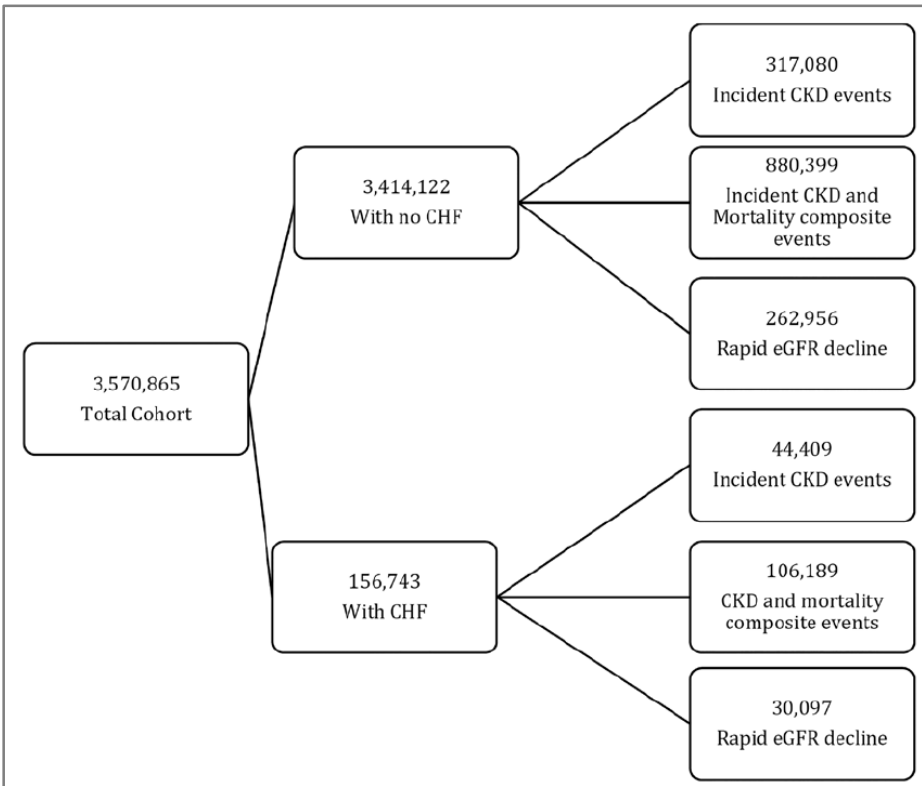 317,080
Incident CKD events
880,399
Incident CKD and
Mortality composite
events
3,414,122
With no CHF
262,956
Rapid eGFR decline
3,570,865
Total Cohort
44,409
Incident CKD events
106,189
CKD and mortality
composite events
156,743
With CHF
30,097
Rapid eGFR decline